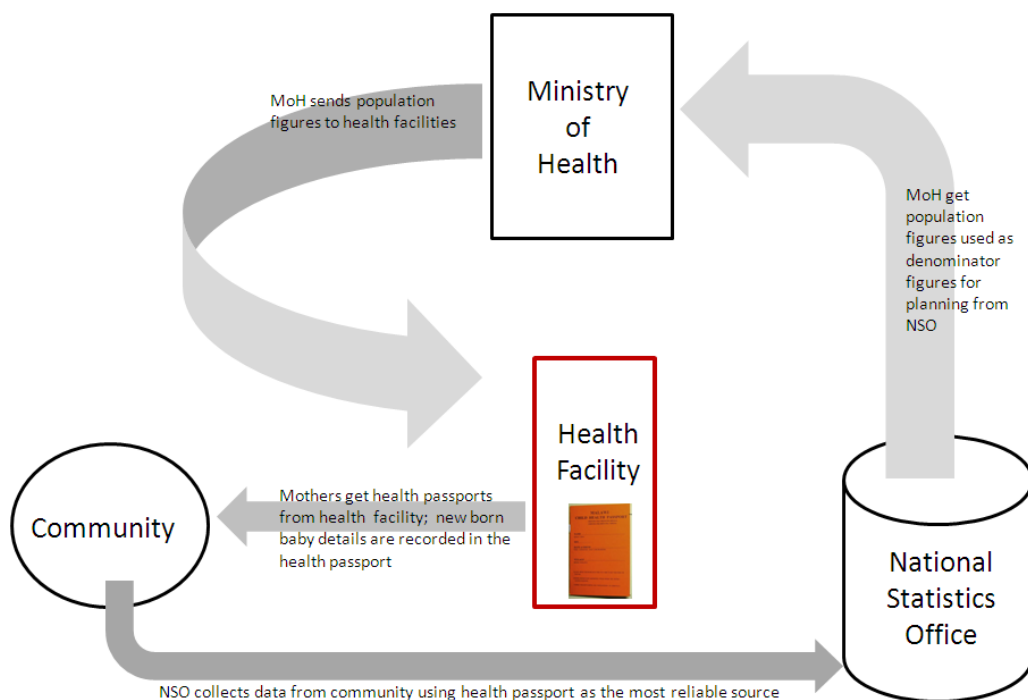 Ministry
of
Health
MoH sends population
figures to health facilities
MoH get
population
figures used as
denominator
figures for
planning from
NSO
Health
Facility
Mothers get health passports
from health facility; new born
baby details are recorded in the
health passport
Community
National
Statistics
Office
NSO collects data from community using health passport as the most reliable source